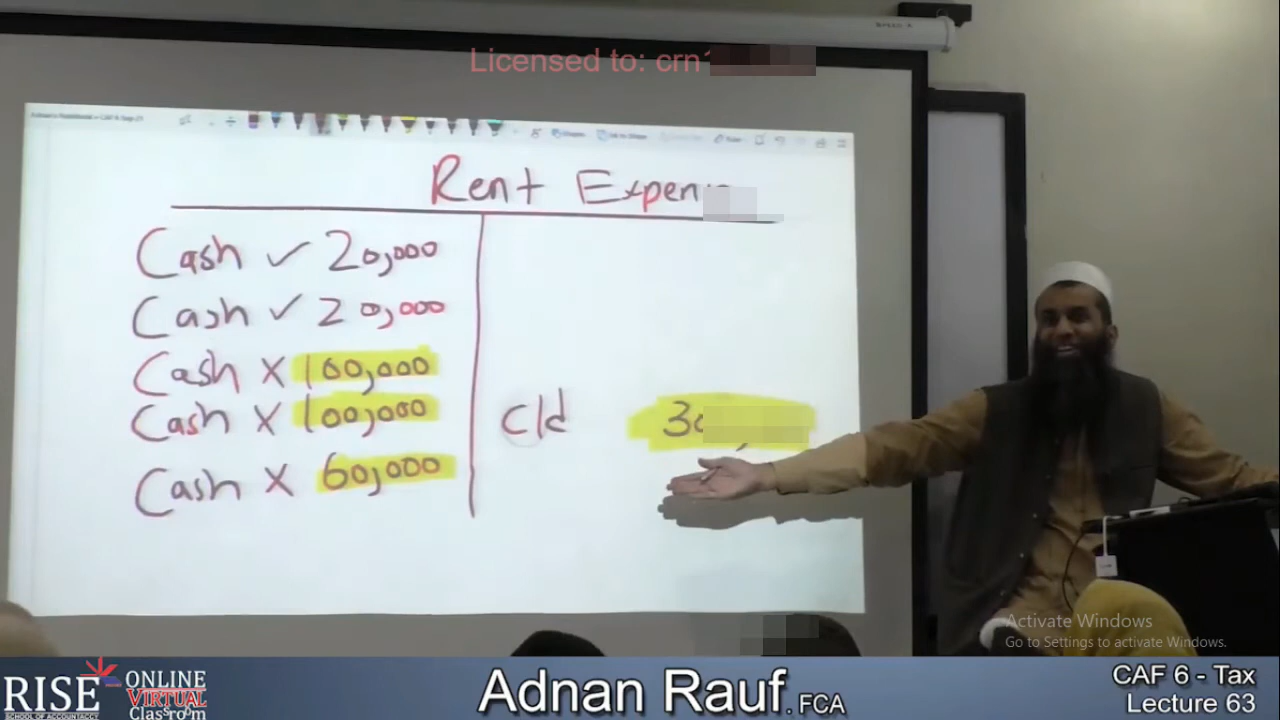 Licensed to: crn
Rent Expen
Cash ✓ 20,000
Cash ✓ 20,000
Cash X 100,000
Cash X 100,000
c/d 30
Cash X 60,000
Activate Windows
Go to Settings to activate Windows.
RISE
SCHOOL OF ACCOUNTANCY
ONLINE
VIRTUAL
Classroom
Adnan Rauf. FCA
CAF 6 - Tax
Lecture 63